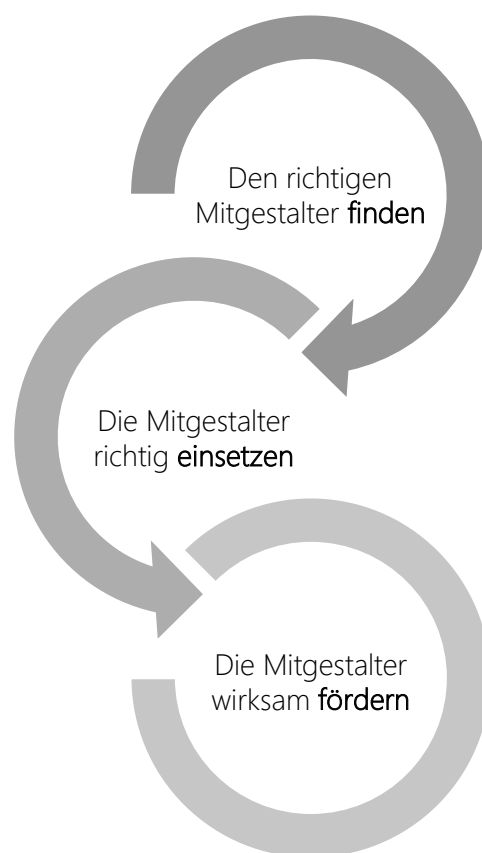 Den richtigen
Mitgestalter finden
Die Mitgestalter
richtig einsetzen
Die Mitgestalter
wirksam fördern